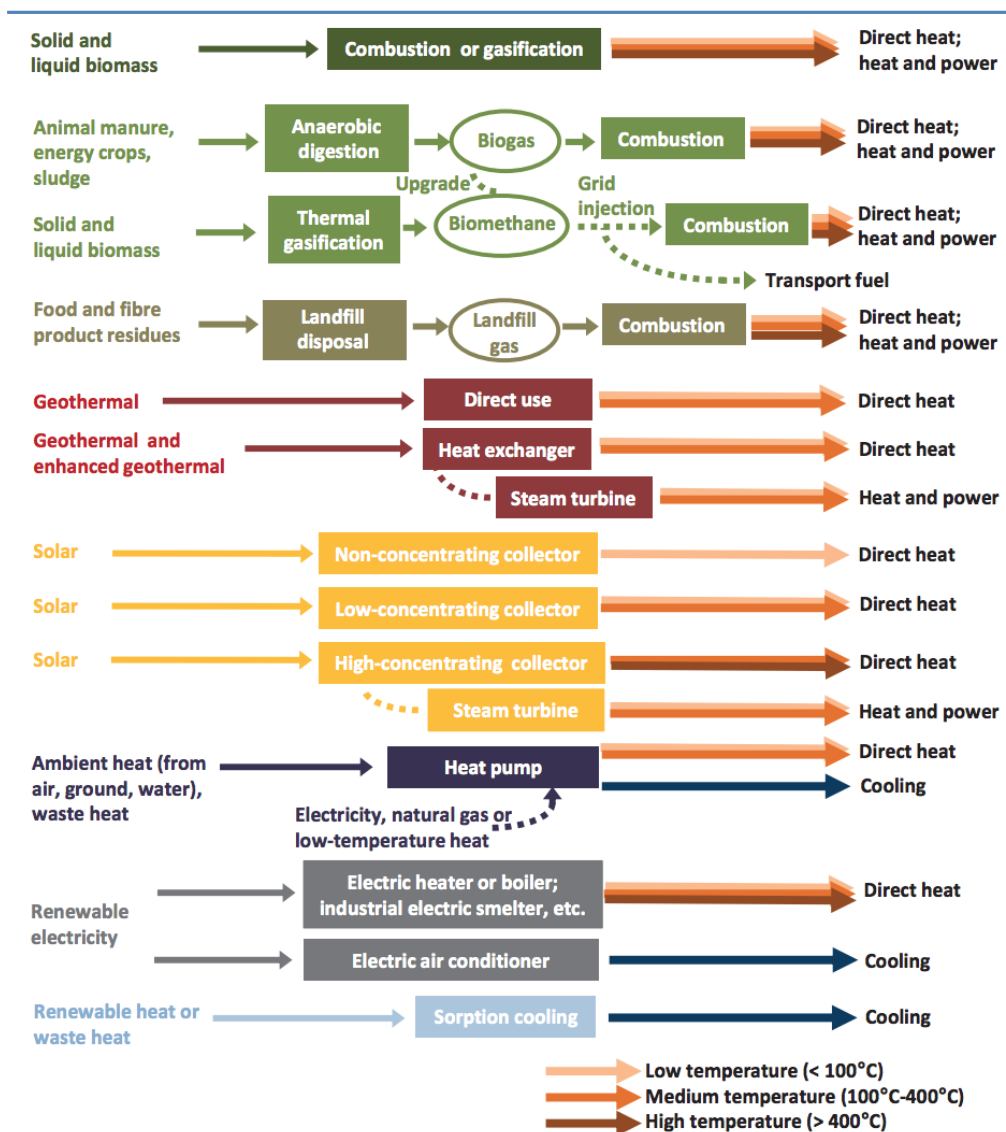 Solid and
liquid biomass
Combustion or gasification
Direct heat;
heat and power
Animal manure,
energy crops,
sludge
Anaerobic
digestion
Biogas
Combustion
Direct heat;
heat and power
Upgrade
Grid
injection
Solid and
liquid biomass
Thermal
gasification
Biomethane
Combustion
Direct heat;
heat and power
Transport fuel
Food and fibre
product residues
Landfill
disposal
Landfill
gas
Combustion
Direct heat;
heat and power
Geothermal
Direct use
Direct heat
Geothermal and
enhanced geothermal
Heat exchanger
Direct heat
Steam turbine
Heat and power
Solar
Non-concentrating collector
Direct heat
Solar
Low-concentrating collector
Direct heat
Solar
High-concentrating collector
Direct heat
Steam turbine
Heat and power
Ambient heat (from
air, ground, water),
waste heat
Heat pump
Direct heat
Cooling
Electricity, natural gas or
low-temperature heat
Renewable
electricity
Electric heater or boiler;
industrial electric smelter, etc.
Direct heat
Electric air conditioner
Cooling
Renewable heat or
waste heat
Sorption cooling
Cooling
Low temperature (< 100°C)
Medium temperature (100°C-400°C)
High temperature (> 400°C)